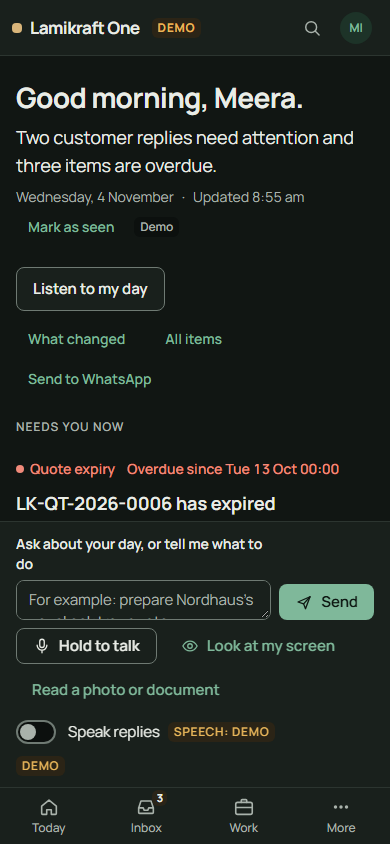 Lamikraft One DEMO MI
Good morning, Meera.
Two customer replies need attention and
three items are overdue.
Wednesday, 4 November · Updated 8:55 am
Mark as seen Demo
Listen to my day
What changed All items
Send to WhatsApp
NEEDS YOU NOW
Quote expiry Overdue since Tue 13 Oct 00:00
LK-QT-2026-0006 has expired
Ask about your day, or tell me what to
do
For example: prepare Nordhaus's
Send
Hold to talk Look at my screen
Read a photo or document
Speak replies SPEECH: DEMO
DEMO
3
Today Inbox Work More